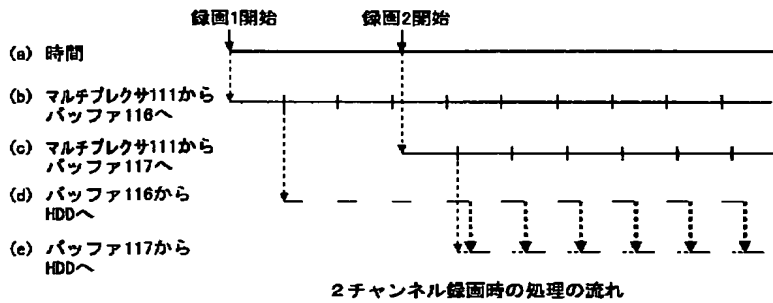 録画1開始 録画2開始
(a) 時間
(b) マルチプレクサ111から
バッファ116へ
(c) マルチプレクサ111から
バッファ117へ
(d) バッファ116から
HDDへ
(e) バッファ117から
HDDへ
2チャンネル録画時の処理の流れ